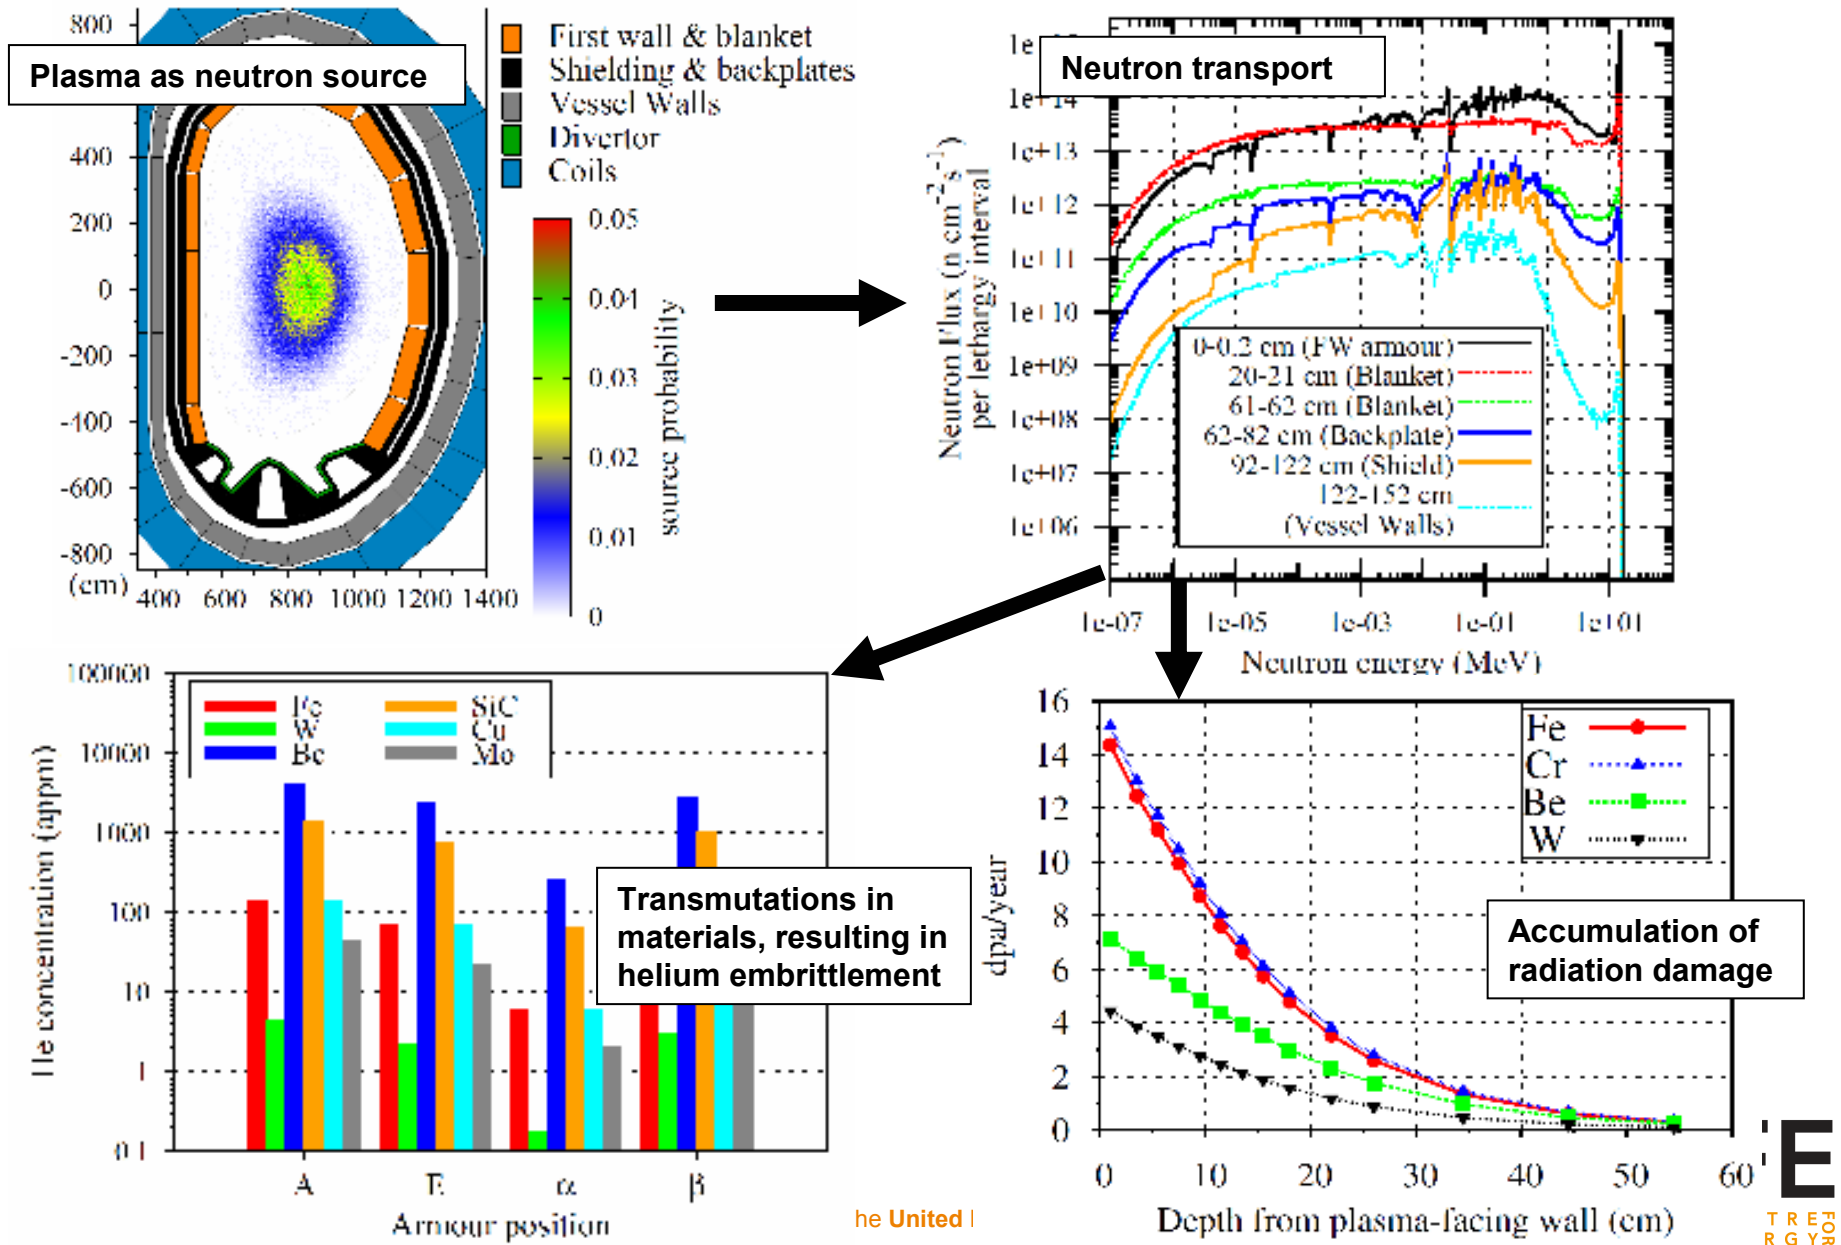 Plasma as neutron source
800
400
200
0
-200
-400
-600
-800
(cm)
400 600 800 1000 1200 1400
First wall & blanket
Shielding & backplates
Vessel Walls
Divertor
Coils
0.05
0.04
0.03
0.02
0.01
0
source probability
Neutron transport
1e+14
1e+13
1e+12
1e+11
1e+10
1e+09
1e+08
1e+07
1e+06
Neutron Flux (n cm-2 s-1)
per lethargy interval
0-0.2 cm (FW armour)
20-21 cm (Blanket)
61-62 cm (Blanket)
62-82 cm (Backplate)
92-122 cm (Shield)
122-152 cm
(Vessel Walls)
1e-07 1e-05 1e-03 1e-01 1e+01
Neutron energy (MeV)
100000
10000
1000
100
10
1
0.1
He concentration (appm)
Fe
W
Be
SiC
Cu
Mo
A E α β
Armour position
Transmutations in
materials, resulting in
helium embrittlement
16
14
12
10
8
6
4
2
0
dpa/year
Fe
Cr
Be
W
Accumulation of
radiation damage
0 10 20 30 40 50 60
Depth from plasma-facing wall (cm)
he United
E
T R E
R G Y
FOR